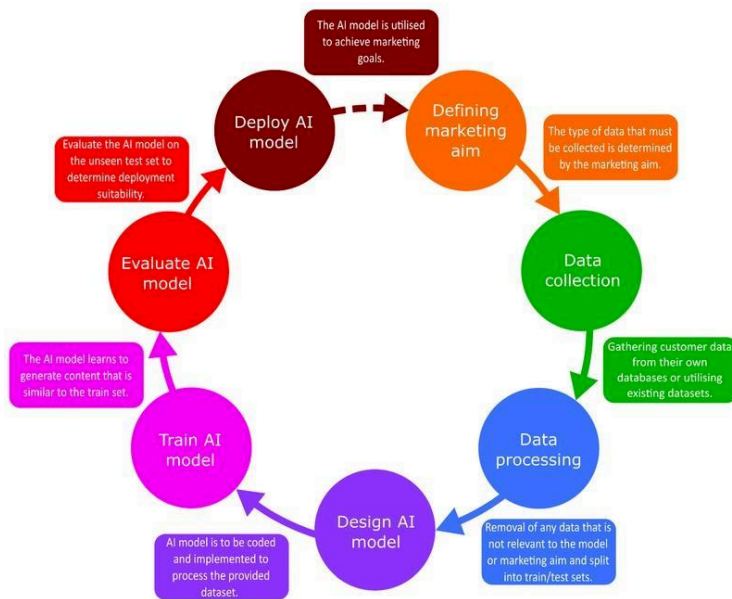 The AI model is utilised
to achieve marketing
goals.
Deploy AI
model
Defining
marketing
aim
The type of data that must
be collected is determined
by the marketing aim.
Data
collection
Gathering customer data
from their own
databases or utilising
existing datasets.
Data
processing
Removal of any data that is
not relevant to the model
or marketing aim and split
into train/test sets.
Design AI
model
AI model is to be coded
and implemented to
process the provided
dataset.
Train AI
model
The AI model learns to
generate content that is
similar to the train set.
Evaluate AI
model
Evaluate the AI model on
the unseen test set to
determine deployment
suitability.